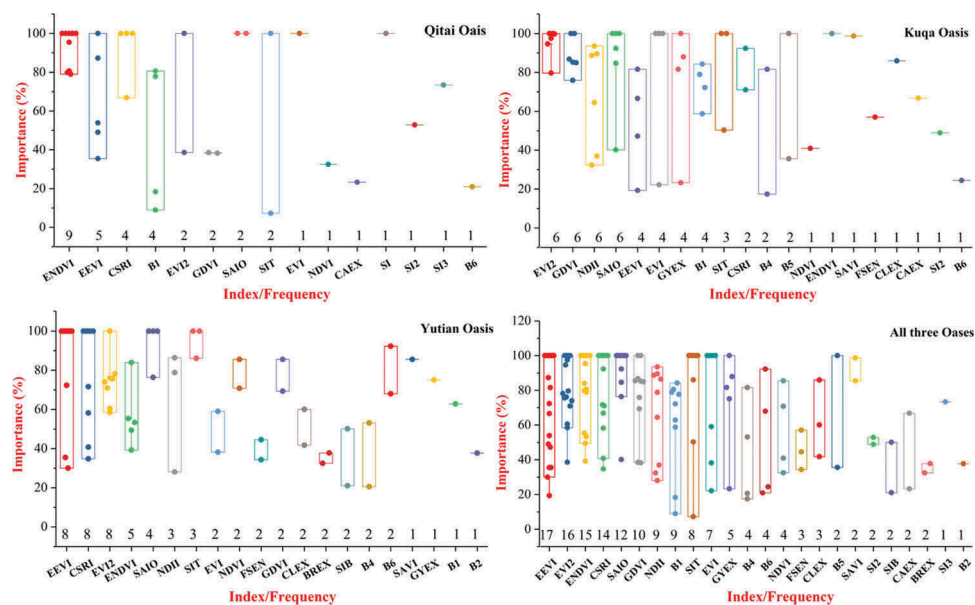 Qitai Oais
Importance (%)
100
80
60
40
20
0
9 5 4 4 2 2 2 2 1 1 1 1 1 1 1
ENDVI EEVI CSRI B1 EVI2 GDVI SAIO SIT EVI NDVI CAEX SI SI2 SI3 B6
Index/Frequency
Kuqa Oasis
Importance (%)
100
80
60
40
20
0
6 6 6 6 4 4 4 4 3 2 2 2 1 1 1 1 1 1 1 1
EVI2 GDVI NDII SAIO EEVI EVI GYEX B1 SIT CSRI B4 B5 NDVI ENDVI SAVI FSEN CLEX CAEX SI2 B6
Index/Frequency
Yutian Oasis
Importance (%)
100
80
60
40
20
0
8 8 8 5 4 3 3 2 2 2 2 2 2 2 2 2 1 1 1 1
EEVI CSRI EVI2 ENDVI SAIO NDII SIT EVI NDVI FSEN GDVI CLEX BREX SIB B4 B6 SAVI GYEX B1 B2
Index/Frequency
All three Oases
Importance (%)
120
100
80
60
40
20
0
17 16 15 14 12 10 9 9 8 7 5 4 4 4 3 3 2 2 2 2 2 2 1 1
EEVI EVI2 ENDVI CSRI SAIO GDVI NDII B1 SIT EVI GYEX B4 B6 NDVI FSEN CLEX B5 SAVI SI2 SIB CAEX BREX SI3 B2
Index/Frequency